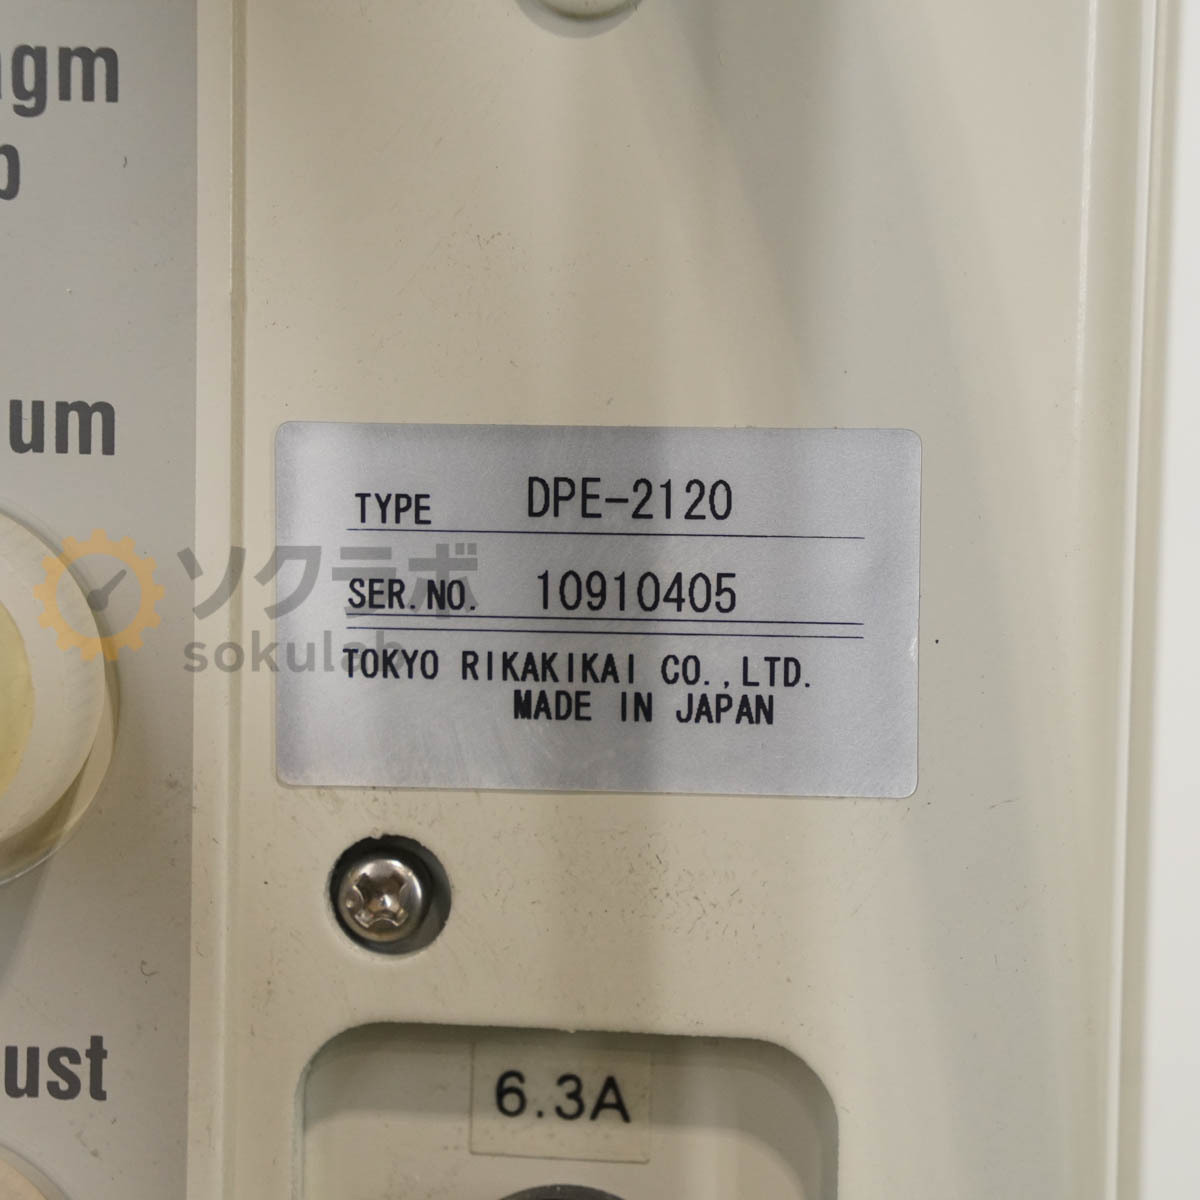 agm
p
um
TYPE DPE-2120
SER.NO. 10910405
TOKYO RIKAKIKAI CO.,LTD.
MADE IN JAPAN
ソクラボ
sokulab
ust
6.3A